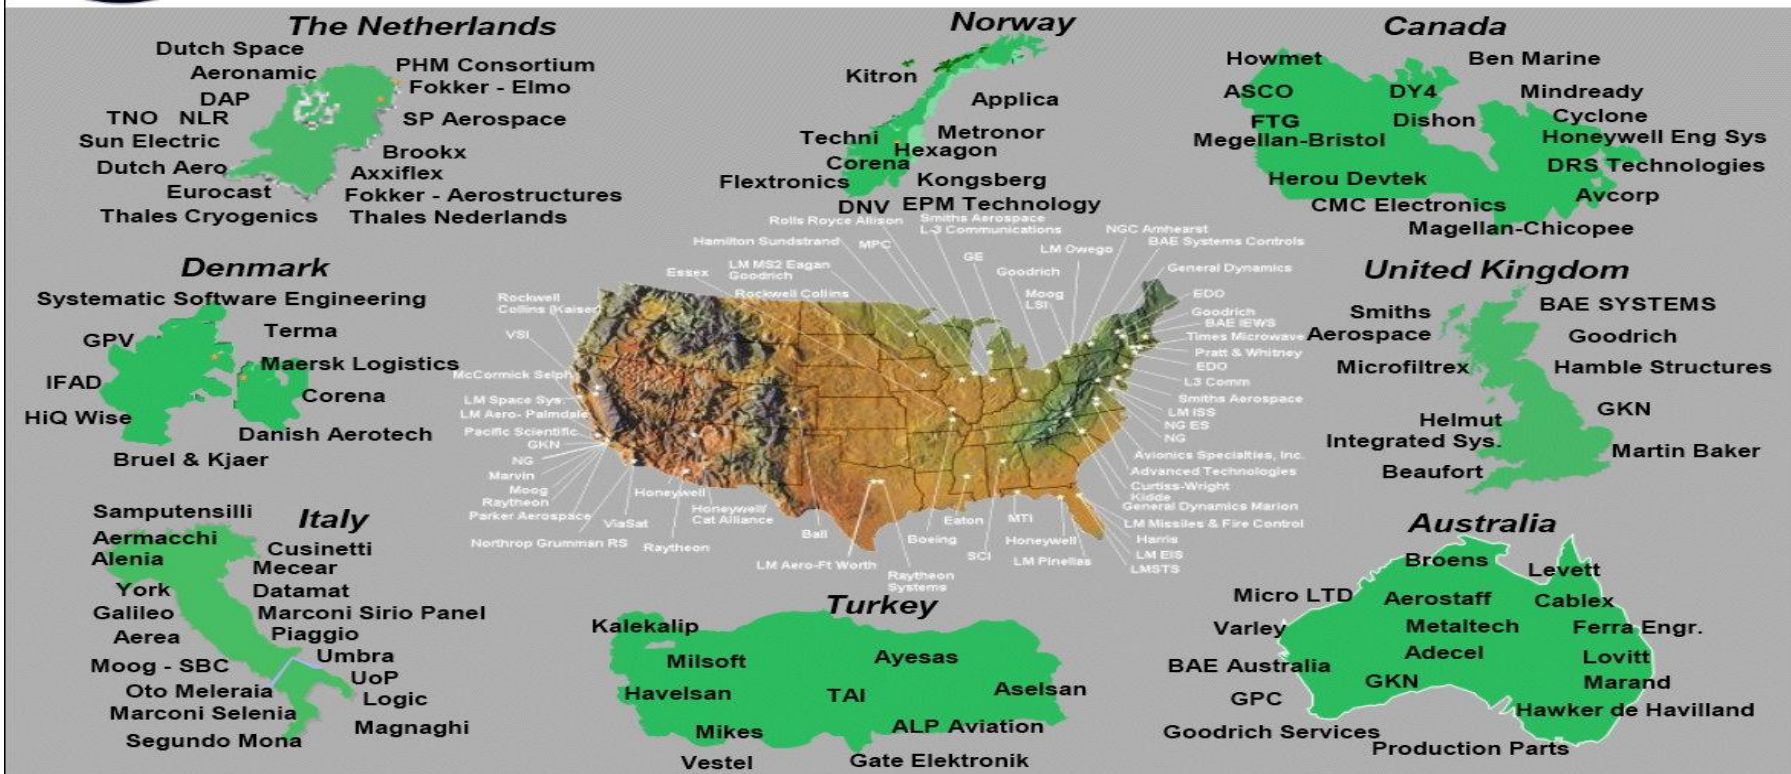 The Netherlands
Dutch Space
Aeronamic
PHM Consortium
Fokker - Elmo
DAP
TNO NLR
SP Aerospace
Sun Electric
Brookx
Dutch Aero
Axxiflex
Eurocast
Fokker - Aerostructures
Thales Cryogenics
Thales Nederlands
Norway
Kitron
Applica
Techni
Metronor
Hexagon
Corena
Flextronics
Kongsberg
DNV
EPM Technology
Canada
Howmet
Ben Marine
ASCO
DY4
Mindready
FTG
Dishon
Cyclone
Megellan-Bristol
Honeywell Eng Sys
DRS Technologies
Herou Devtek
Avcorp
CMC Electronics
Magellan-Chicopee
Denmark
Systematic Software Engineering
GPV
Terma
Maersk Logistics
IFAD
Corena
HiQ Wise
Danish Aerotech
Bruel & Kjaer
Rolls Royce Allison
Smiths Aerospace
L-3 Communications
Hamilton Sundstrand
MPC
GE
LM Owego
NGC Amhearst
BAE Systems Controls
Essex
LM MS2 Eagan
Goodrich
Rockwell Collins
Goodrich
Moog
LSI
General Dynamics
EDO
Goodrich
BAE IEWS
Times Microwave
Pratt & Whitney
EDO
L3 Comm
Smiths Aerospace
LM ISS
NG ES
NG
Avionics Specialties, Inc.
Advanced Technologies
Curtiss-Wright
Kidde
General Dynamics Marion
LM Missiles & Fire Control
Harris
LM EIS
LMSTS
Rockwell
Collins (Kaiser)
VSI
McCormick Selph
LM Space Sys.
LM Aero- Palmdale
Pacific Scientific
GKN
NG
Marvin
Moog
Raytheon
Parker Aerospace
Northrop Grumman RS
ViaSat
Honeywell
Raytheon
Honeywell/
Cat Alliance
Ball
LM Aero-Ft Worth
Raytheon
Systems
Boeing
Eaton
SCI
MTI
Honeywell
LM Pinellas
United Kingdom
Smiths
Aerospace
BAE SYSTEMS
Goodrich
Microfiltrex
Hamble Structures
Helmut
Integrated Sys.
GKN
Martin Baker
Beaufort
Italy
Samputensilli
Aermacchi
Alenia
Cusinetti
Mecear
York
Datamat
Galileo
Marconi Sirio Panel
Aerea
Piaggio
Umbra
Moog - SBC
UoP
Oto Meleraia
Logic
Marconi Selenia
Magnaghi
Segundo Mona
Turkey
Kalekalip
Milsoft
Ayesas
Havelsan
TAI
Aselsan
Mikes
ALP Aviation
Vestel
Gate Elektronik
Australia
Broens
Levett
Micro LTD
Aerostaff
Cablex
Varley
Metaltech
Ferra Engr.
BAE Australia
Adecel
Lovitt
GKN
Marand
GPC
Hawker de Havilland
Goodrich Services
Production Parts